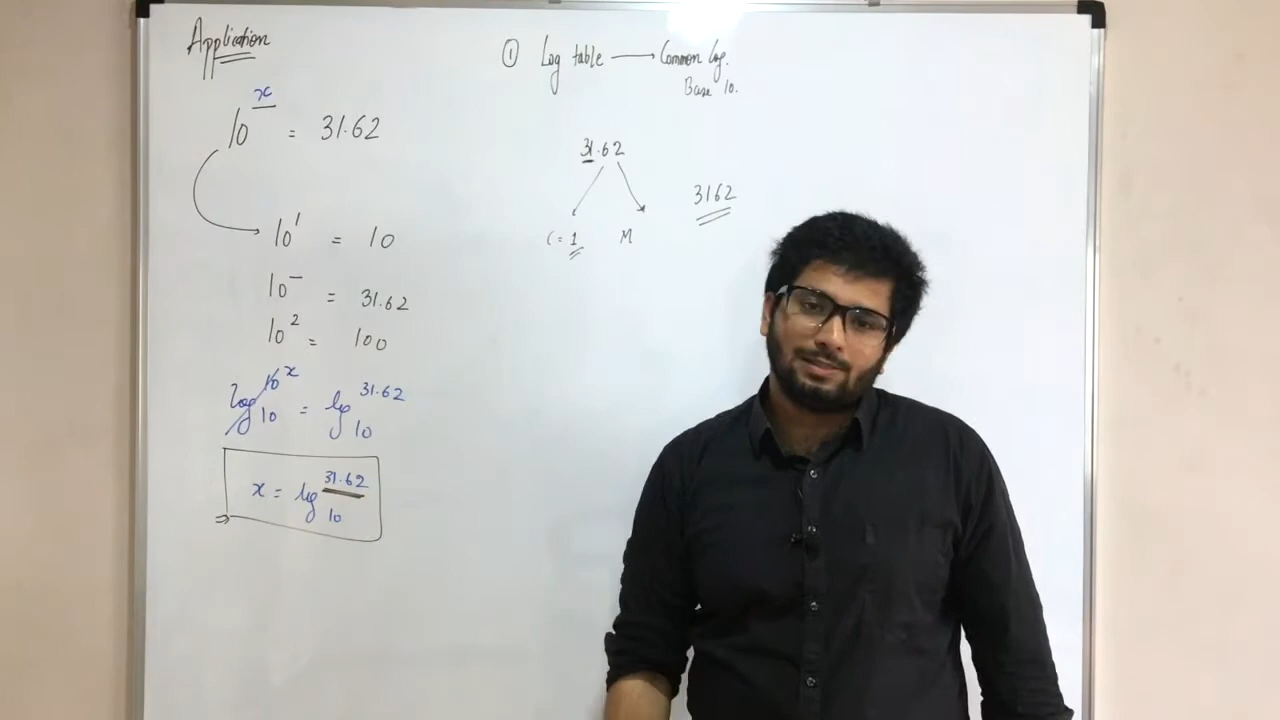 Application
10^x = 31.62
10^1 = 10
10^– = 31.62
10^2 = 100
log 10^x 10 = log 31.62 10
x = log 31.62 10
① Log table → Common log.
Base 10.
31.62
C = 1 M
3162